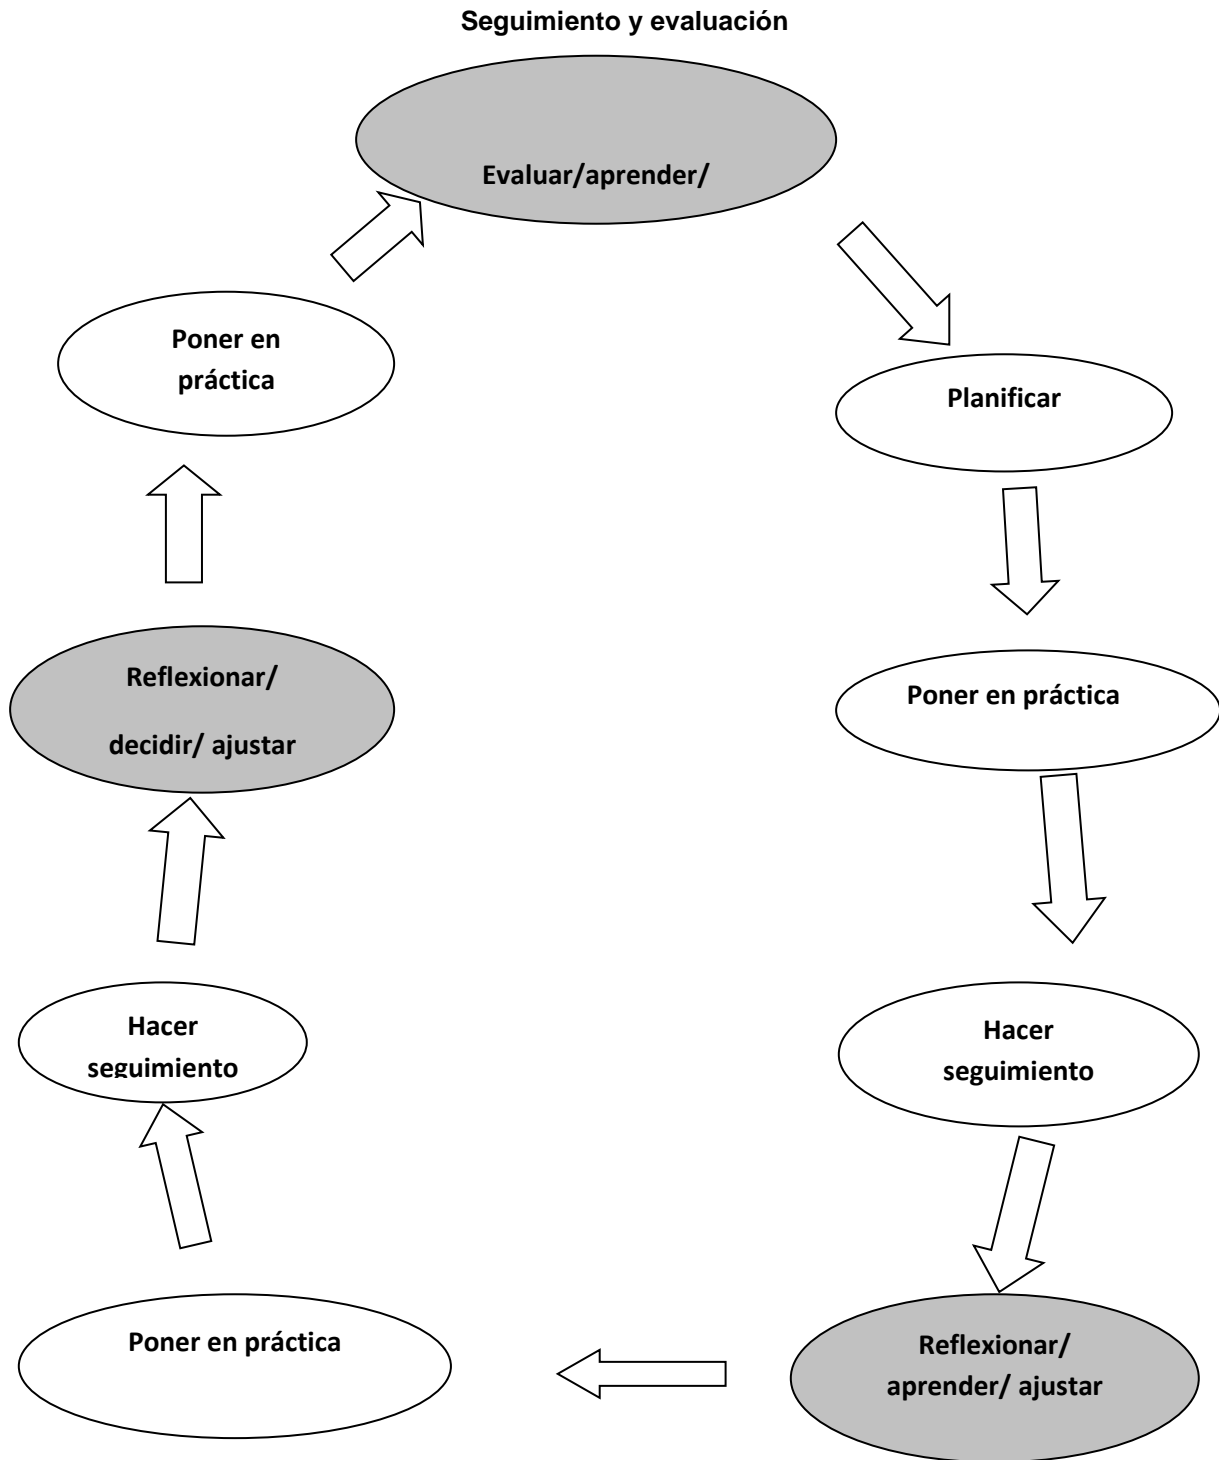 Seguimiento y evaluación
Evaluar/aprender/
Planificar
Poner en práctica
Hacer
seguimiento
Reflexionar/
aprender/ ajustar
Poner en práctica
Hacer
seguimiento
Reflexionar/
decidir/ ajustar
Poner en
práctica